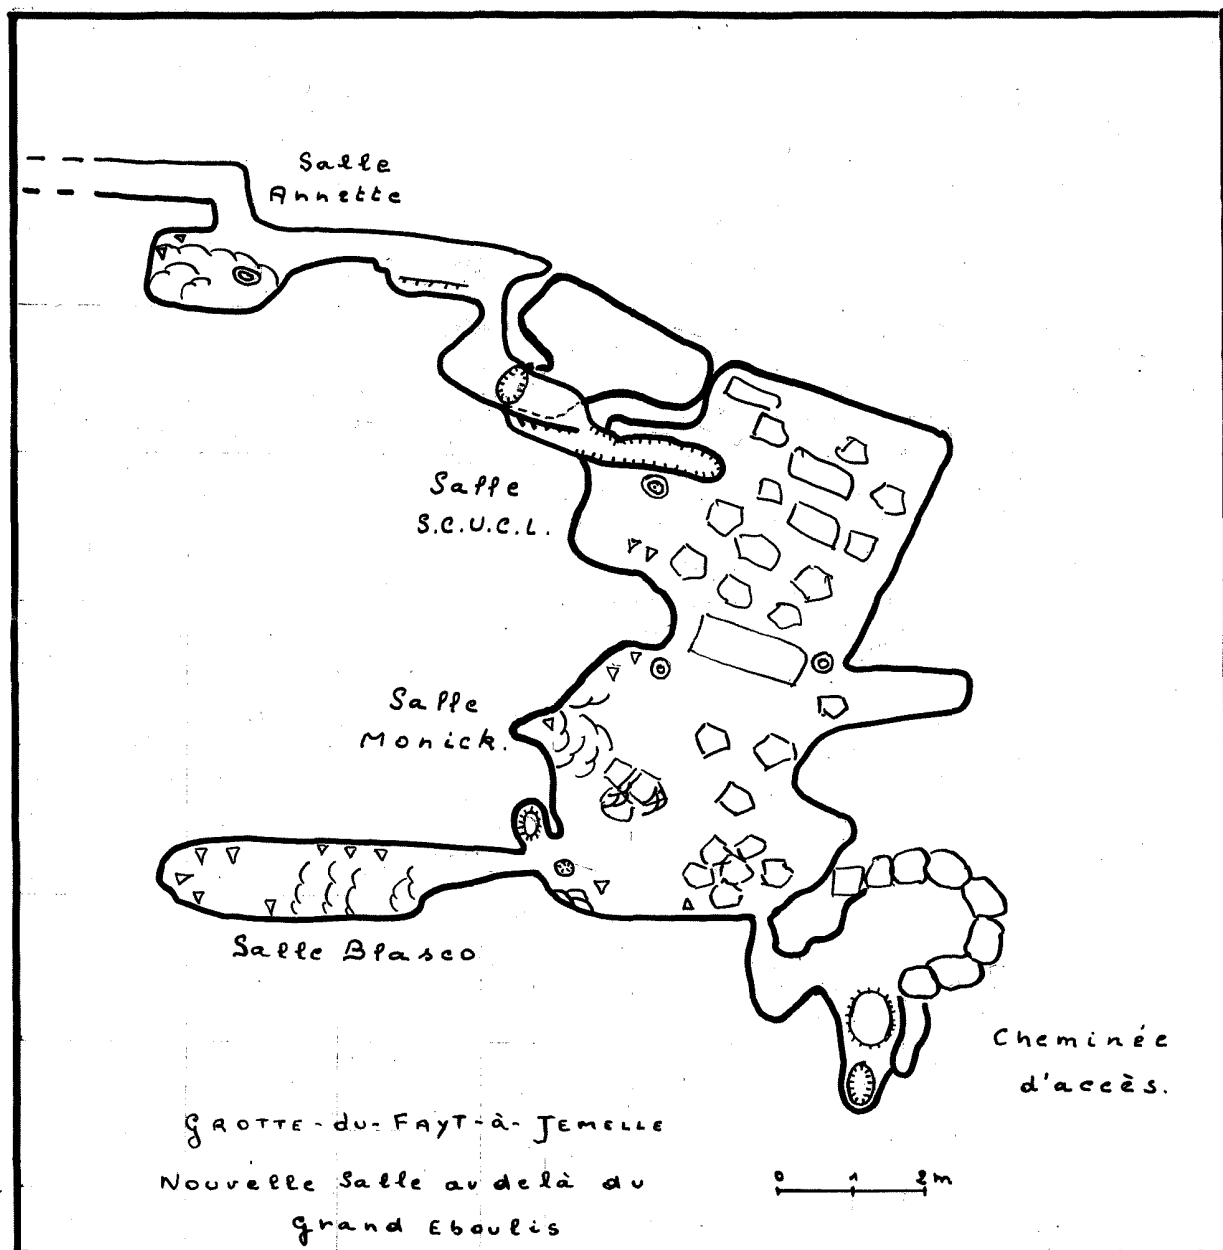 Salle
Annette
Salle
S.C.U.C.L.
Salle
Monick.
Salle Blasco
Cheminée
d'accès.
GROTTE-du-FAYT-à-JEMELLE
Nouvelle Salle au delà du
Grand Eboulis
0 1 2m